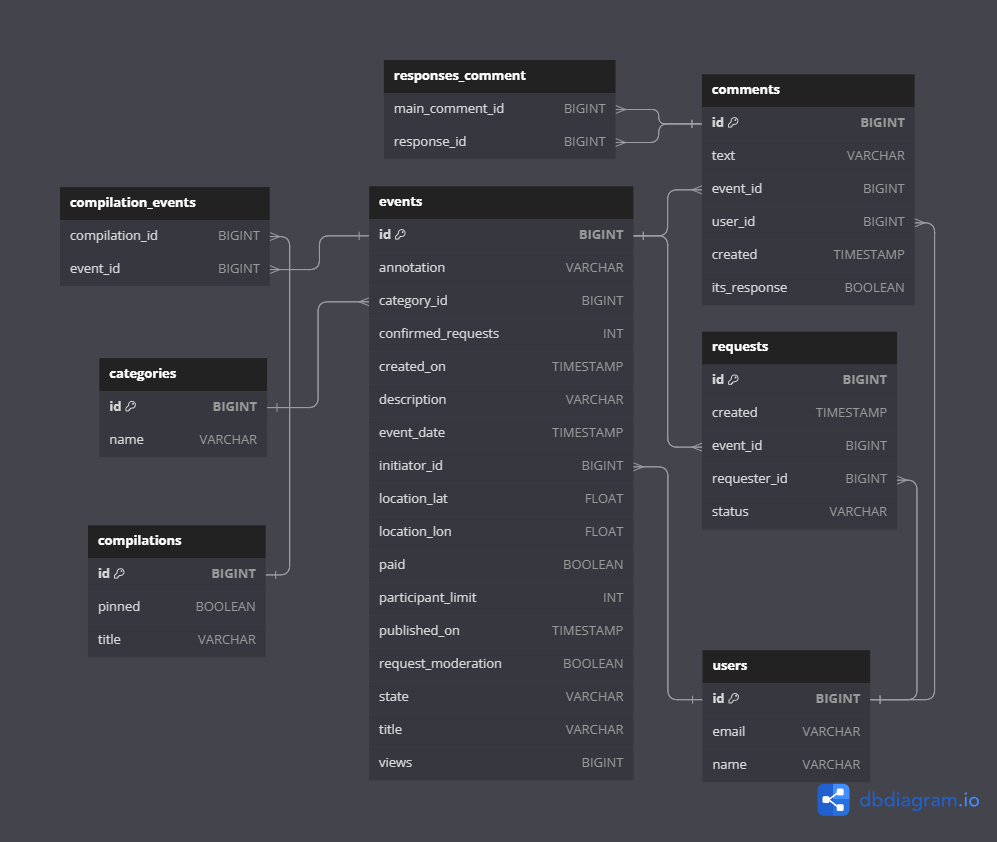 responses_comment
main_comment_id BIGINT
response_id BIGINT
comments
id BIGINT
text VARCHAR
event_id BIGINT
user_id BIGINT
created TIMESTAMP
its_response BOOLEAN
compilation_events
compilation_id BIGINT
event_id BIGINT
events
id BIGINT
annotation VARCHAR
category_id BIGINT
confirmed_requests INT
created_on TIMESTAMP
description VARCHAR
event_date TIMESTAMP
initiator_id BIGINT
location_lat FLOAT
location_lon FLOAT
paid BOOLEAN
participant_limit INT
published_on TIMESTAMP
request_moderation BOOLEAN
state VARCHAR
title VARCHAR
views BIGINT
categories
id BIGINT
name VARCHAR
requests
id BIGINT
created TIMESTAMP
event_id BIGINT
requester_id BIGINT
status VARCHAR
compilations
id BIGINT
pinned BOOLEAN
title VARCHAR
users
id BIGINT
email VARCHAR
name VARCHAR
dbdiagram.io